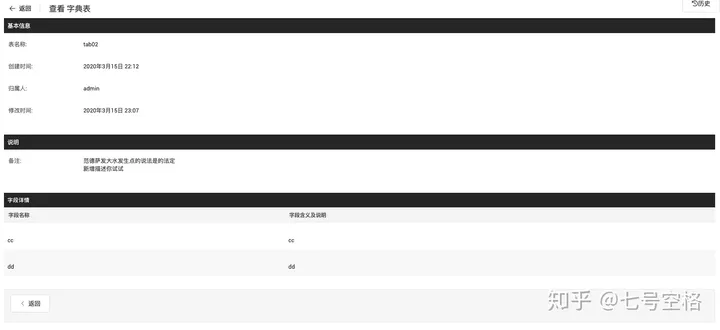 返回 查看 字典表 历史
基本信息
表名称: tab02
创建时间: 2020年3月15日 22:12
归属人: admin
修改时间: 2020年3月15日 23:07
说明
备注: 范德萨发大水发生点的说法是的法定
新增描述你试试
字段详情
字段名称 字段含义及说明
cc cc
dd dd
返回
知乎 @七号空格